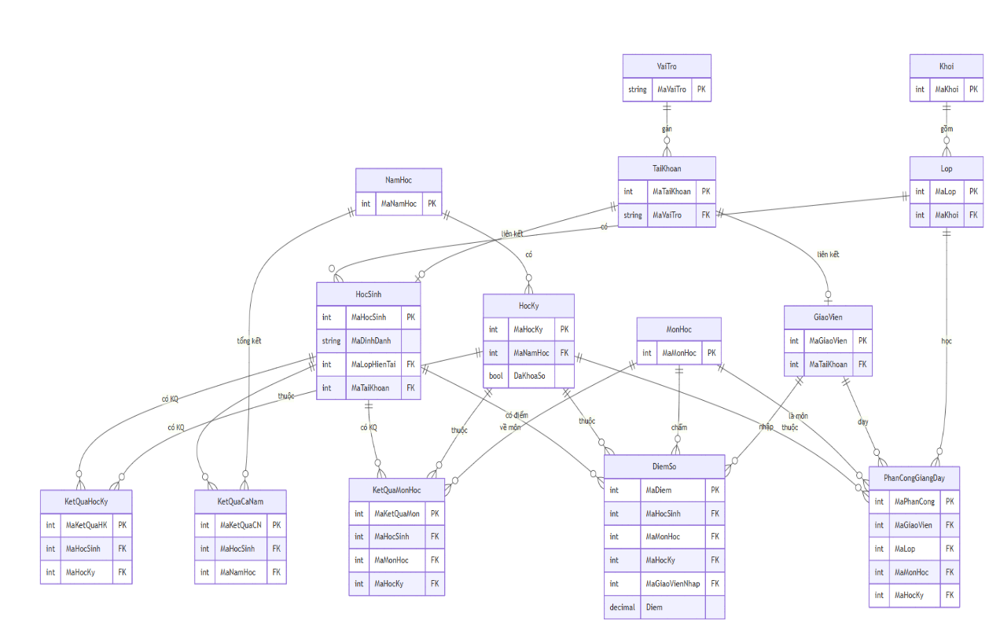 VaiTro
string MaVaiTro PK
Khoi
int MaKhoi PK
gán
gồm
TaiKhoan
int MaTaiKhoan PK
string MaVaiTro FK
Lop
int MaLop PK
int MaKhoi FK
NamHoc
int MaNamHoc PK
liên kết
có
có
liên kết
HocSinh
int MaHocSinh PK
string MaDinhDanh
int MaLopHienTai FK
int MaTaiKhoan FK
HocKy
int MaHocKy PK
int MaNamHoc FK
bool DaKhoaSo
MonHoc
int MaMonHoc PK
GiaoVien
int MaGiaoVien PK
int MaTaiKhoan FK
tổng kết
học
có KQ
thuộc
có KQ
có KQ
thuộc
có điểm
về môn
thuộc
chấm
nhập
là môn
thuộc
dạy
KetQuaHocKy
int MaKetQuaHK PK
int MaHocSinh FK
int MaHocKy FK
KetQuaCaNam
int MaKetQuaCN PK
int MaHocSinh FK
int MaNamHoc FK
KetQuaMonHoc
int MaKetQuaMon PK
int MaHocSinh FK
int MaMonHoc FK
int MaHocKy FK
DiemSo
int MaDiem PK
int MaHocSinh FK
int MaMonHoc FK
int MaHocKy FK
int MaGiaoVienNhap FK
decimal Diem
PhanCongGiangDay
int MaPhanCong PK
int MaGiaoVien FK
int MaLop FK
int MaMonHoc FK
int MaHocKy FK